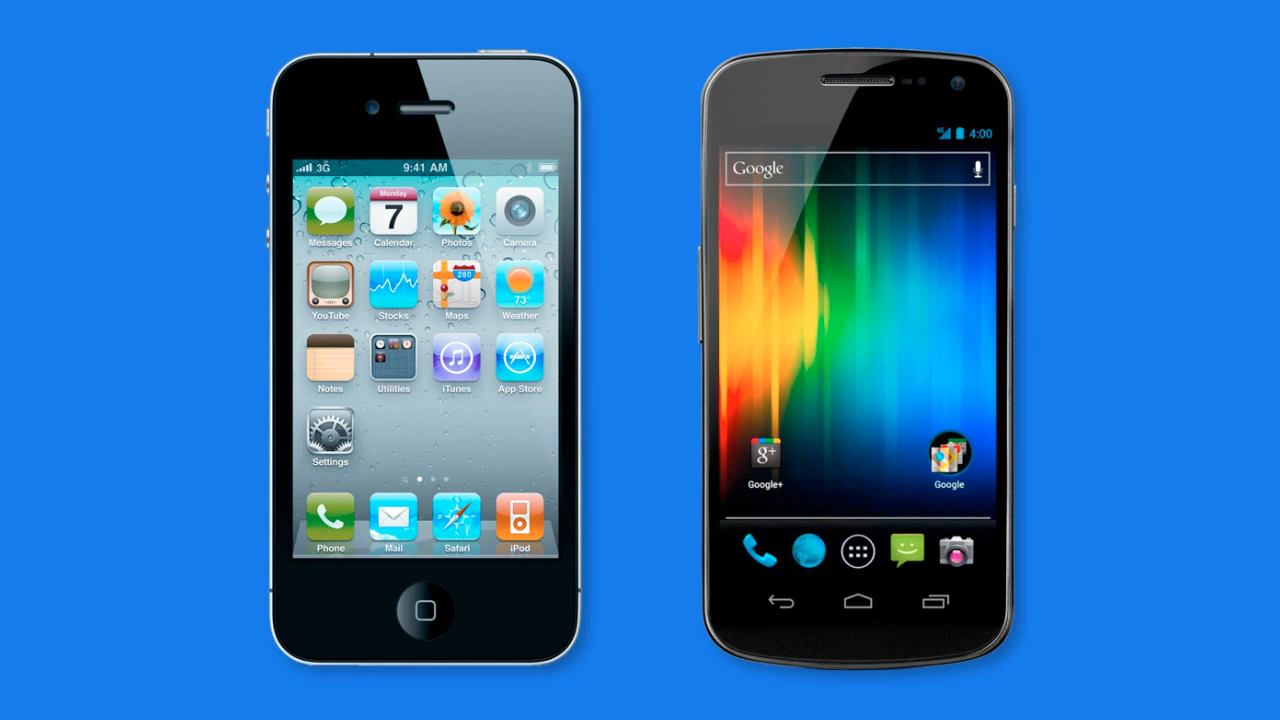 3G 9:41 AM
Monday
7
Messages Calendar Photos Camera
280
73°
YouTube Stocks Maps Weather
Notes Utilities iTunes App Store
Settings
Phone Mail Safari iPod
4G 4:00
Google
g+
Google+ Google